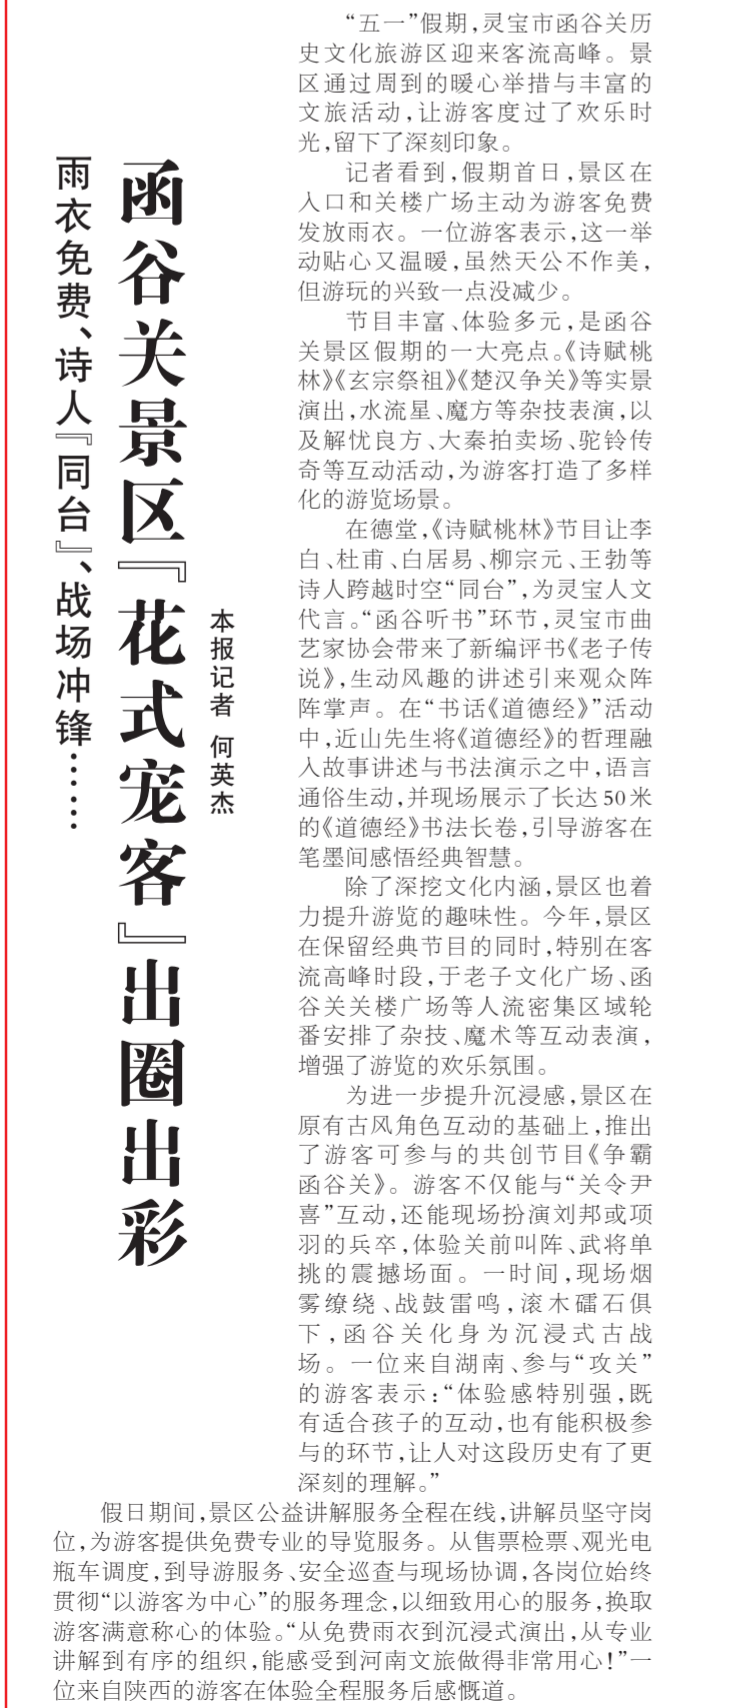 雨衣免费、诗人『同台』、战场冲锋……
函谷关景区『花式宠客』出圈出彩
本报记者 何英杰
“五一”假期,灵宝市函谷关历
史文化旅游区迎来客流高峰。景
区通过周到的暖心举措与丰富的
文旅活动,让游客度过了欢乐时
光,留下了深刻印象。
记者看到,假期首日,景区在
入口和关楼广场主动为游客免费
发放雨衣。一位游客表示,这一举
动贴心又温暖,虽然天公不作美,
但游玩的兴致一点没减少。
节目丰富、体验多元,是函谷
关景区假期的一大亮点。《诗赋桃
林》《玄宗祭祖》《楚汉争关》等实景
演出,水流星、魔方等杂技表演,以
及解忧良方、大秦拍卖场、驼铃传
奇等互动活动,为游客打造了多样
化的游览场景。
在德堂,《诗赋桃林》节目让李
白、杜甫、白居易、柳宗元、王勃等
诗人跨越时空“同台”,为灵宝人文
代言。“函谷听书”环节,灵宝市曲
艺家协会带来了新编评书《老子传
说》,生动风趣的讲述引来观众阵
阵掌声。在“书话《道德经》”活动
中,近山先生将《道德经》的哲理融
入故事讲述与书法演示之中,语言
通俗生动,并现场展示了长达50米
的《道德经》书法长卷,引导游客在
笔墨间感悟经典智慧。
除了深挖文化内涵,景区也着
力提升游览的趣味性。今年,景区
在保留经典节目的同时,特别在客
流高峰时段,于老子文化广场、函
谷关关楼广场等人流密集区域轮
番安排了杂技、魔术等互动表演,
增强了游览的欢乐氛围。
为进一步提升沉浸感,景区在
原有古风角色互动的基础上,推出
了游客可参与的共创节目《争霸
函谷关》。游客不仅能与“关令尹
喜”互动,还能现场扮演刘邦或项
羽的兵卒,体验关前叫阵、武将单
挑的震撼场面。一时间,现场烟
雾缭绕、战鼓雷鸣,滚木礌石俱
下,函谷关化身为沉浸式古战
场。一位来自湖南、参与“攻关”
的游客表示:“体验感特别强,既
有适合孩子的互动,也有能积极参
与的环节,让人对这段历史有了更
深刻的理解。”
假日期间,景区公益讲解服务全程在线,讲解员坚守岗
位,为游客提供免费专业的导览服务。从售票检票、观光电
瓶车调度,到导游服务、安全巡查与现场协调,各岗位始终
贯彻“以游客为中心”的服务理念,以细致用心的服务,换取
游客满意称心的体验。“从免费雨衣到沉浸式演出,从专业
讲解到有序的组织,能感受到河南文旅做得非常用心!”一
位来自陕西的游客在体验全程服务后感慨道。